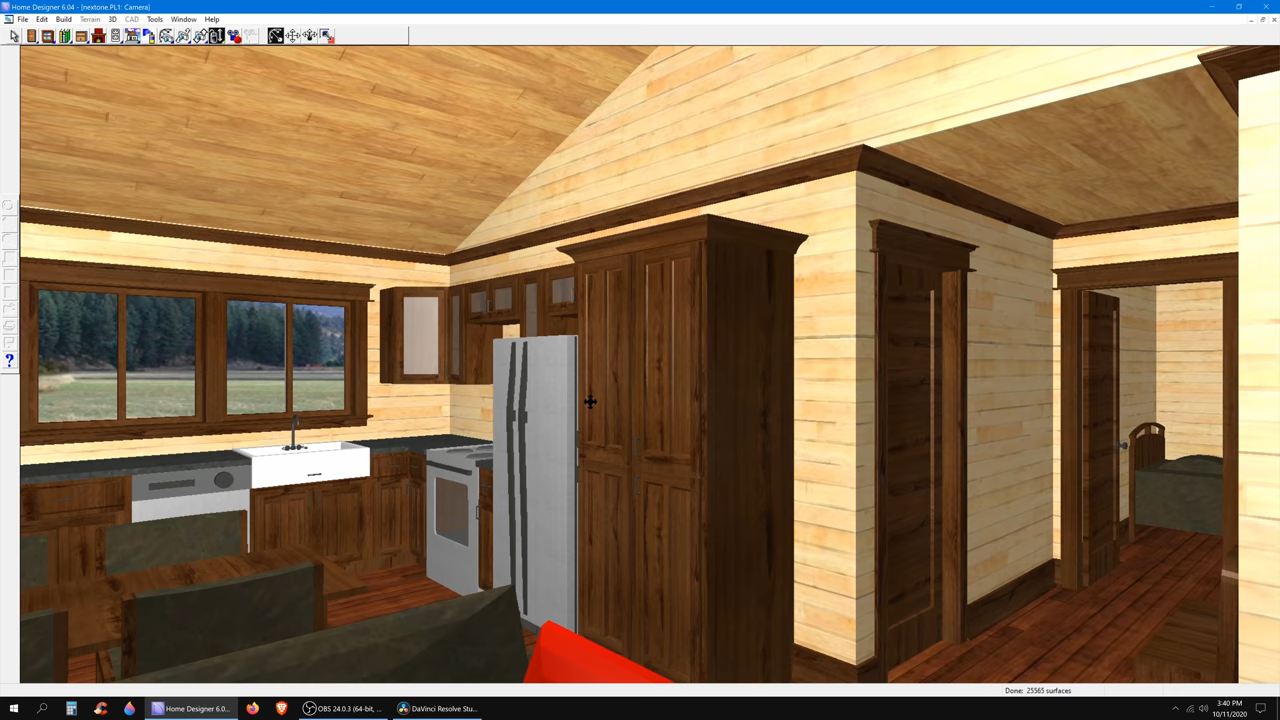 Home Designer 6.04 - [nextone.PL1: Camera]
File Edit Build Terrain 3D CAD Tools Window Help
?
Done: 25565 surfaces
Home Designer 6.0...
OBS 24.0.3 (64-bit, ...
DaVinci Resolve Stu...
3:40 PM
10/11/2020